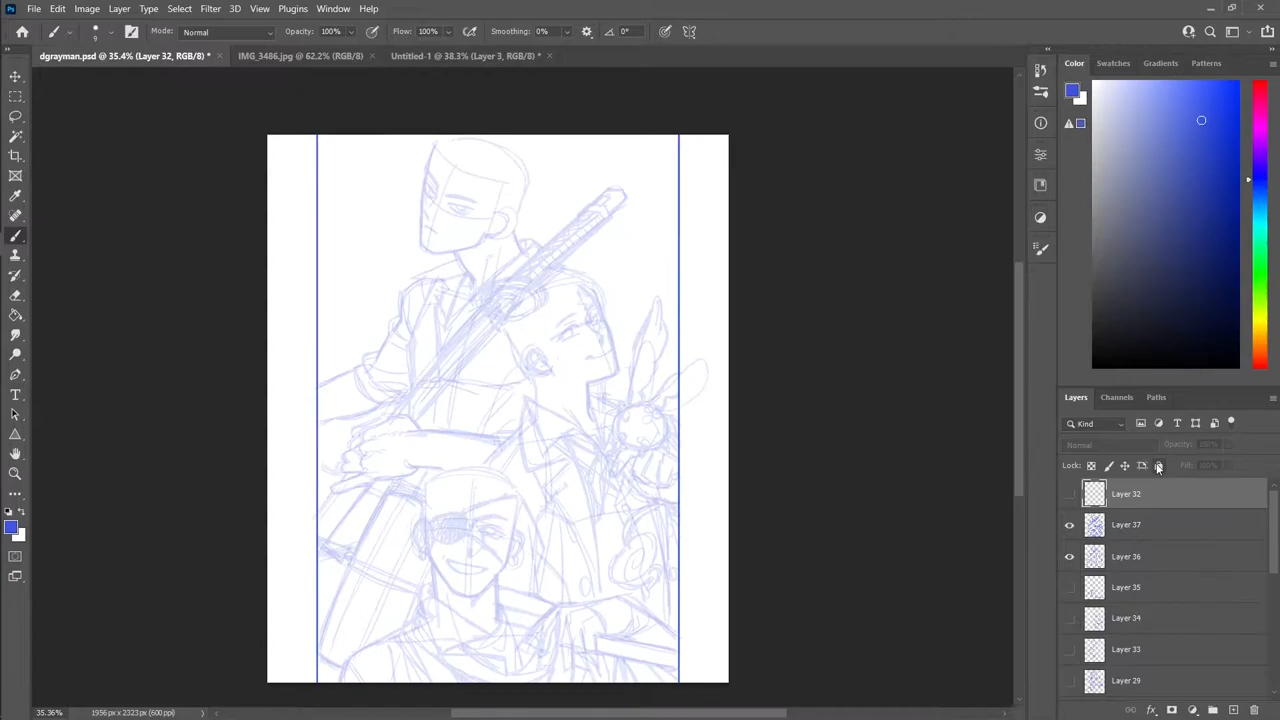 Ps File Edit Image Layer Type Select Filter 3D View Plugins Window Help
9 Mode: Normal Opacity: 100% Flow: 100% Smoothing: 0% 0°
dgrayman.psd @ 35.4% (Layer 32, RGB/8) * × IMG_3486.jpg @ 62.2% (RGB/8) × Untitled-1 @ 38.3% (Layer 3, RGB/8) * ×
Color Swatches Gradients Patterns
Layers Channels Paths
Kind
Normal Opacity: 100%
Lock: Fill: 100%
Layer 32
Layer 37
Layer 36
Layer 35
Layer 34
Layer 33
Layer 29
35.36% 1956 px x 2323 px (600 ppi)